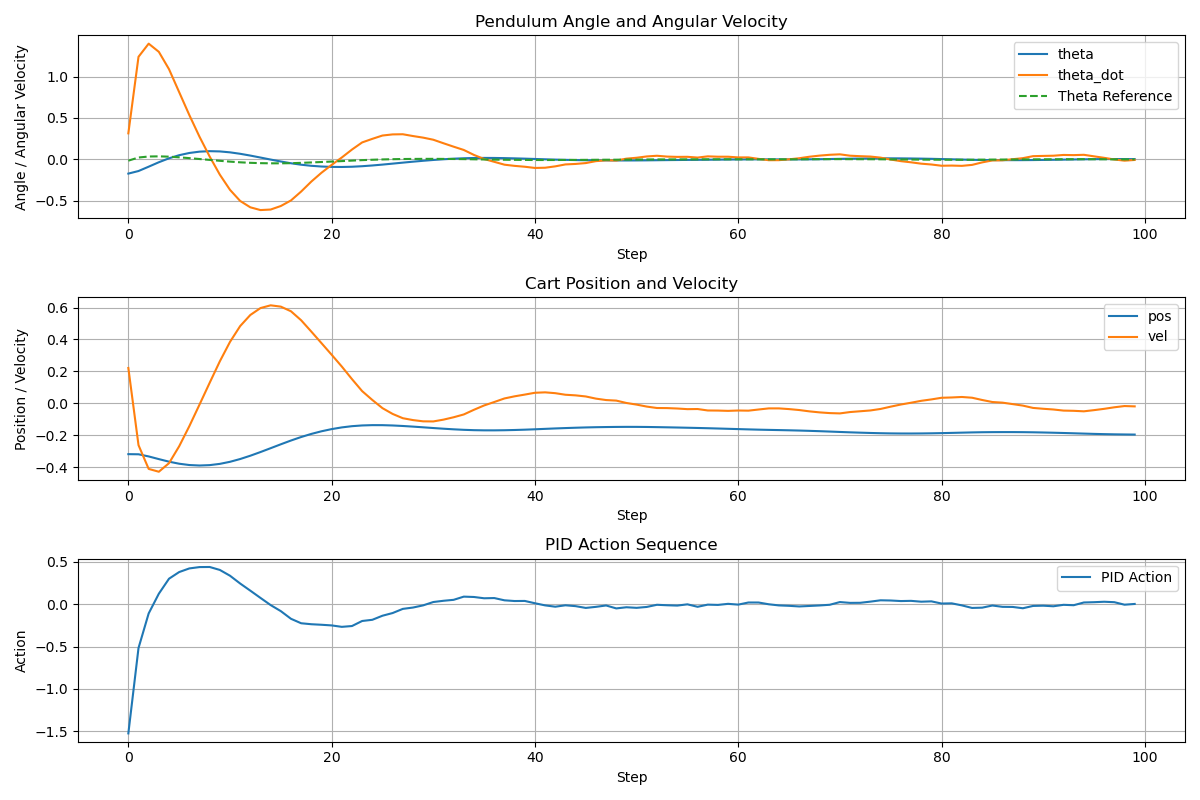 Pendulum Angle and Angular Velocity
Angle / Angular Velocity
1.0
0.5
0.0
−0.5
theta
theta_dot
Theta Reference
0 20 40 60 80 100
Step
Cart Position and Velocity
Position / Velocity
0.6
0.4
0.2
0.0
−0.2
−0.4
pos
vel
0 20 40 60 80 100
Step
PID Action Sequence
Action
0.5
0.0
−0.5
−1.0
−1.5
PID Action
0 20 40 60 80 100
Step